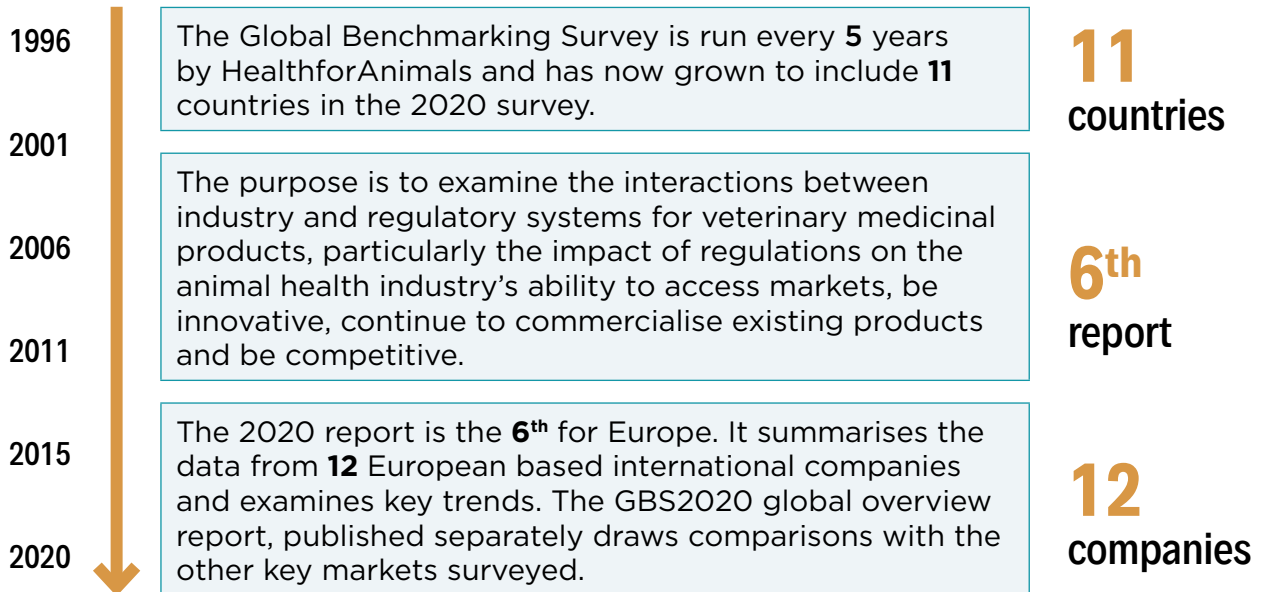 1996
2001
2006
2011
2015
2020
The Global Benchmarking Survey is run every 5 years
by HealthforAnimals and has now grown to include 11
countries in the 2020 survey.
The purpose is to examine the interactions between
industry and regulatory systems for veterinary medicinal
products, particularly the impact of regulations on the
animal health industry's ability to access markets, be
innovative, continue to commercialise existing products
and be competitive.
The 2020 report is the 6th for Europe. It summarises the
data from 12 European based international companies
and examines key trends. The GBS2020 global overview
report, published separately draws comparisons with the
other key markets surveyed.
11
countries
6th
report
12
companies